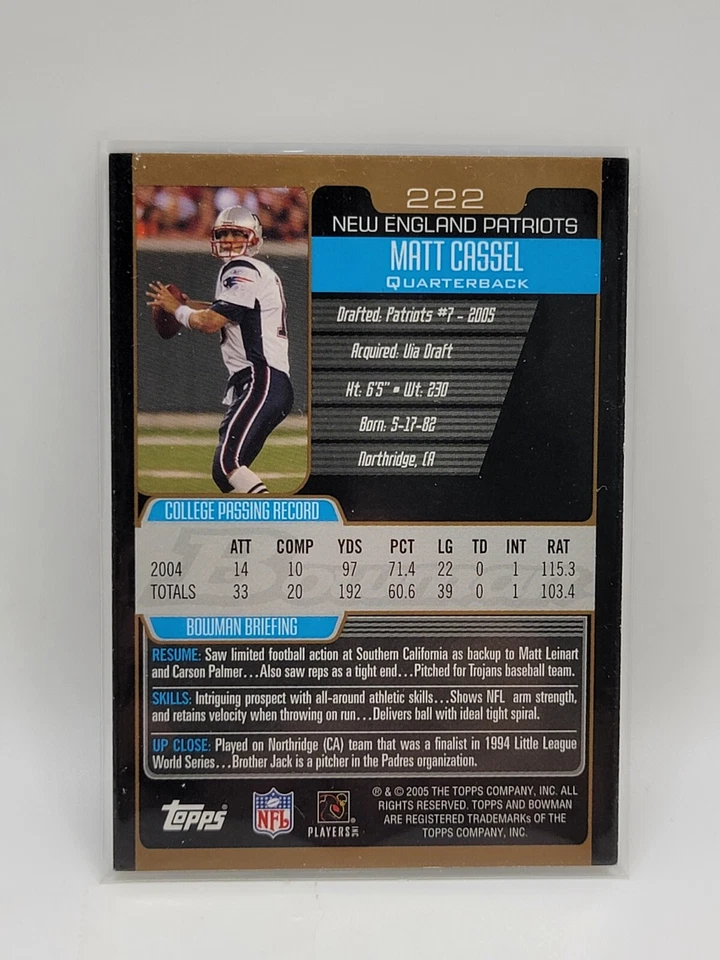 222
NEW ENGLAND PATRIOTS
MATT CASSEL
QUARTERBACK
Drafted: Patriots #7 - 2005
Acquired: Via Draft
Ht: 6'5" • Wt: 230
Born: 5-17-82
Northridge, CA
COLLEGE PASSING RECORD
ATT COMP YDS PCT LG TD INT RAT
2004 14 10 97 71.4 22 0 1 115.3
TOTALS 33 20 192 60.6 39 0 1 103.4
Bowman
BOWMAN BRIEFING
RESUME: Saw limited football action at Southern California as backup to Matt Leinart
and Carson Palmer...Also saw reps as a tight end...Pitched for Trojans baseball team.
SKILLS: Intriguing prospect with all-around athletic skills...Shows NFL arm strength,
and retains velocity when throwing on run...Delivers ball with ideal tight spiral.
UP CLOSE: Played on Northridge (CA) team that was a finalist in 1994 Little League
World Series...Brother Jack is a pitcher in the Padres organization.
topps
NFL
PLAYERS INC
® & © 2005 THE TOPPS COMPANY, INC. ALL
RIGHTS RESERVED. TOPPS AND BOWMAN
ARE REGISTERED TRADEMARKs OF THE
TOPPS COMPANY, INC.